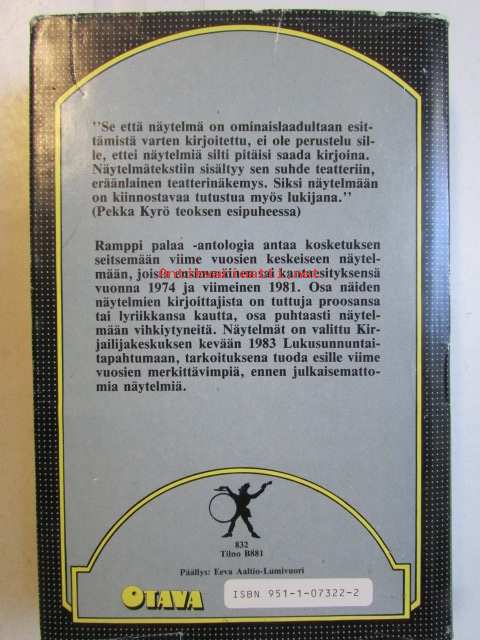 "Se että näytelmä on ominaislaadultaan esit-
tämistä varten kirjoitettu, ei ole perustelu sil-
le, ettei näytelmiä silti pitäisi saada kirjoina.
Näytelmätekstiin sisältyy sen suhde teatteriin,
eräänlainen teatterinäkemys. Siksi näytelmään
on kiinnostavaa tutustua myös lukijana."
(Pekka Kyrö teoksen esipuheessa)
Ramppi palaa -antologia antaa kosketuksen
seitsemään viime vuosien keskeiseen näytel-
mään, joista ensimmäinen sai kantaesityksensä
vuonna 1974 ja viimeinen 1981. Osa näiden
näytelmien kirjoittajista on tuttuja proosansa
tai lyriikkansa kautta, osa puhtaasti näytel-
mään vihkiytyneitä. Näytelmät on valittu Kir-
jailijakeskuksen kevään 1983 Lukusunnuntai-
tapahtumaan, tarkoituksena tuoda esille viime
vuosien merkittävimpiä, ennen julkaisematto-
mia näytelmiä.
832
Tilno B881
Päällys: Eeva Aaltio-Lumivuori
OTAVA
ISBN 951-1-07322-2